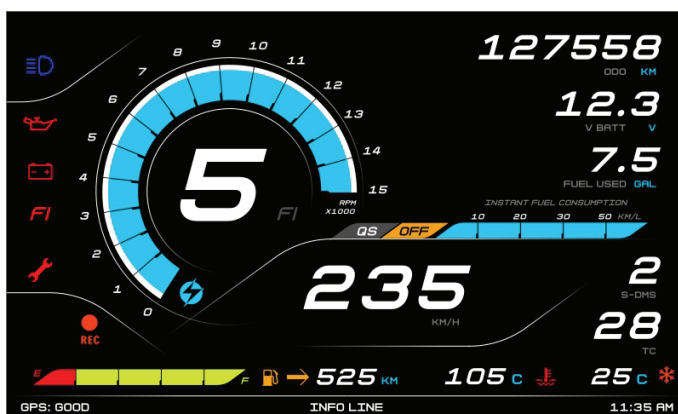 127558
ODO KM
12.3
V BATT V
7.5
FUEL USED GAL
INSTANT FUEL CONSUMPTION
10 20 30 50 KM/L
QS OFF
0 1 2 3 4 5 6 7 8 9 10 11 12 13 14 15
RPM
X1000
5
FI
FI
235
KM/H
2
S-DMS
28
TC
REC
E F
525 KM
105 C
25 C
GPS: GOOD INFO LINE 11:35 AM